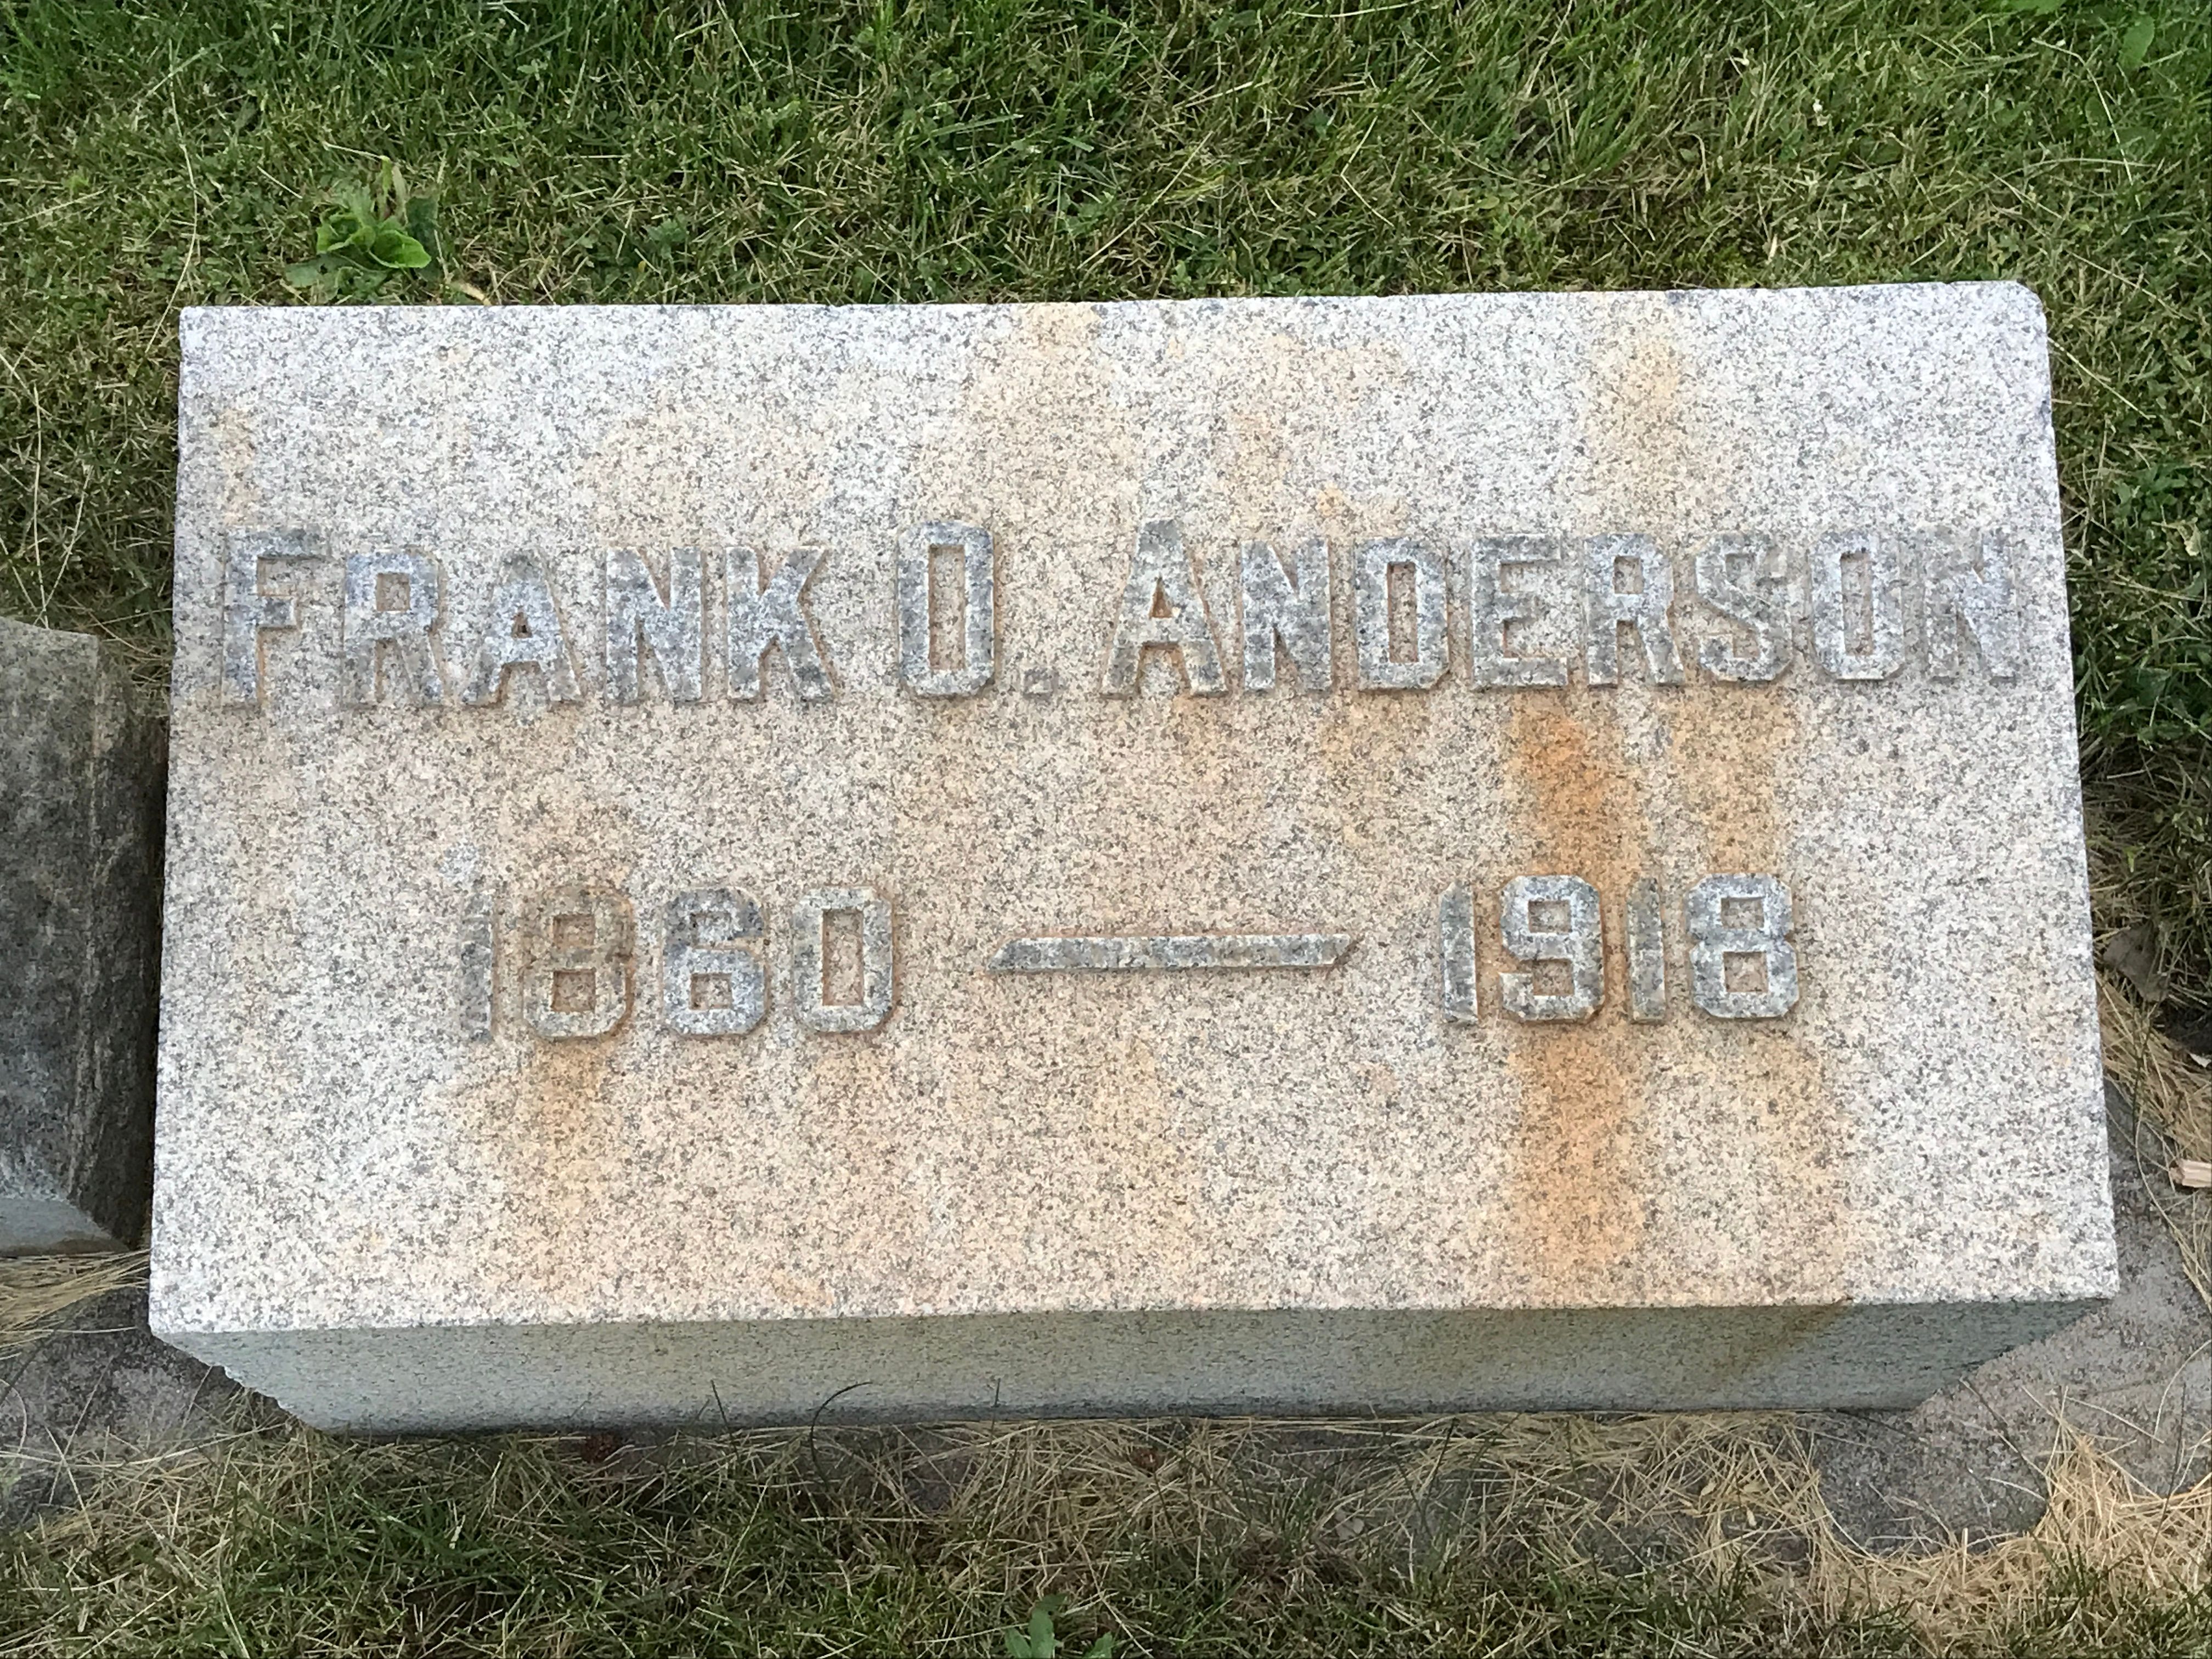 FRANK O. ANDERSON
1860 — 1918